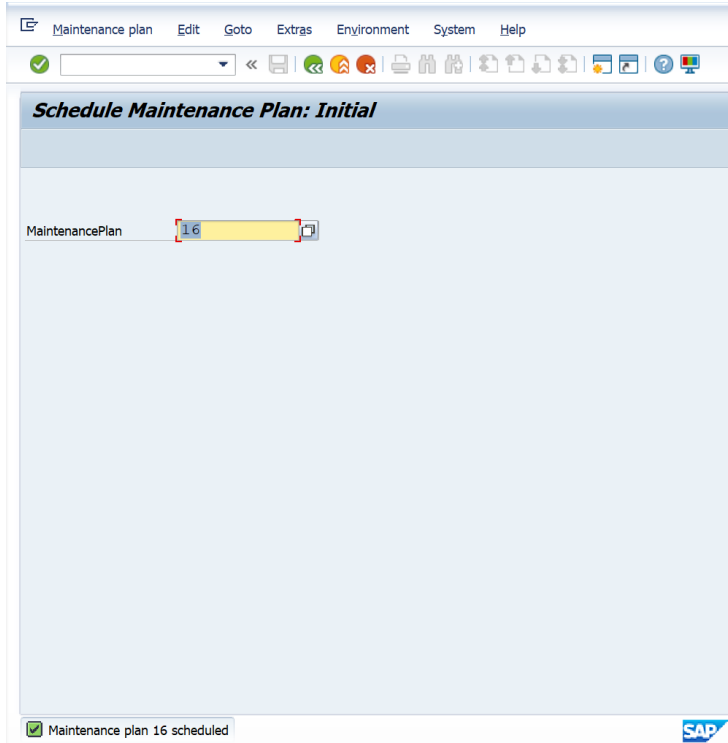 Maintenance plan Edit Goto Extras Environment System Help
Schedule Maintenance Plan: Initial
MaintenancePlan 16
Maintenance plan 16 scheduled
SAP